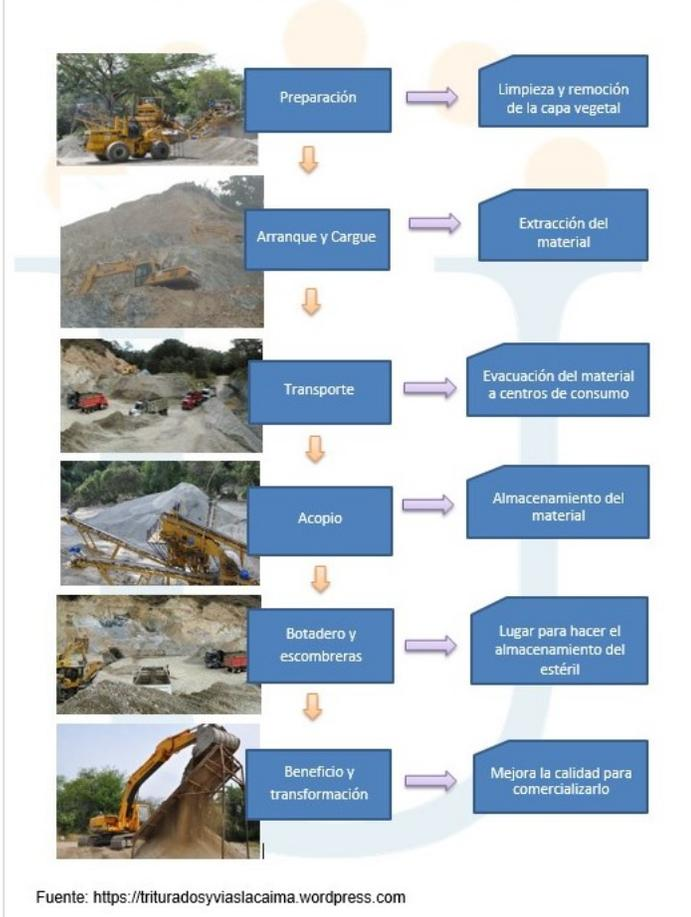 Preparación
Limpieza y remoción
de la capa vegetal
Arranque y Cargue
Extracción del
material
Transporte
Evacuación del material
a centros de consumo
Acopio
Almacenamiento del
material
Botadero y
escombreras
Lugar para hacer el
almacenamiento del
estéril
Beneficio y
transformación
Mejora la calidad para
comercializarlo
Fuente: https://trituradosyviaslacaima.wordpress.com